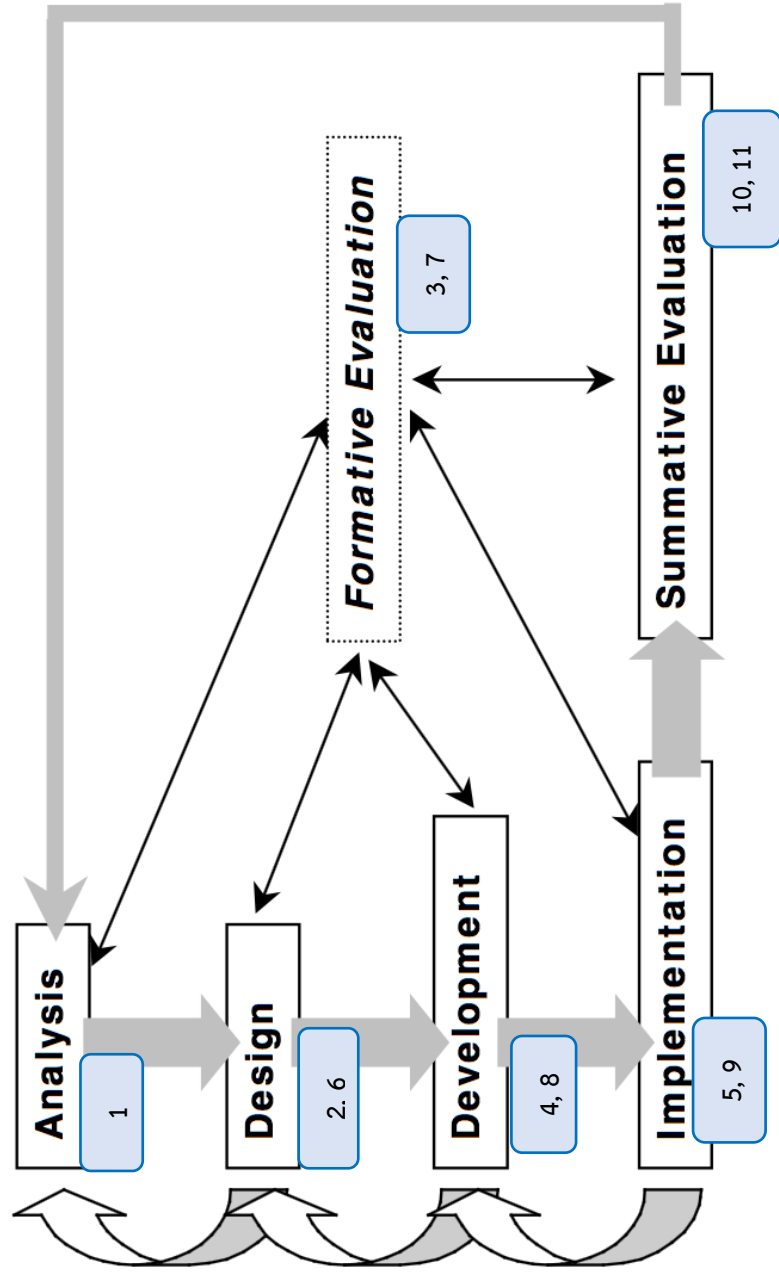 Analysis
1
Design
2. 6
Formative Evaluation
3, 7
Development
4, 8
Implementation
5, 9
Summative Evaluation
10, 11